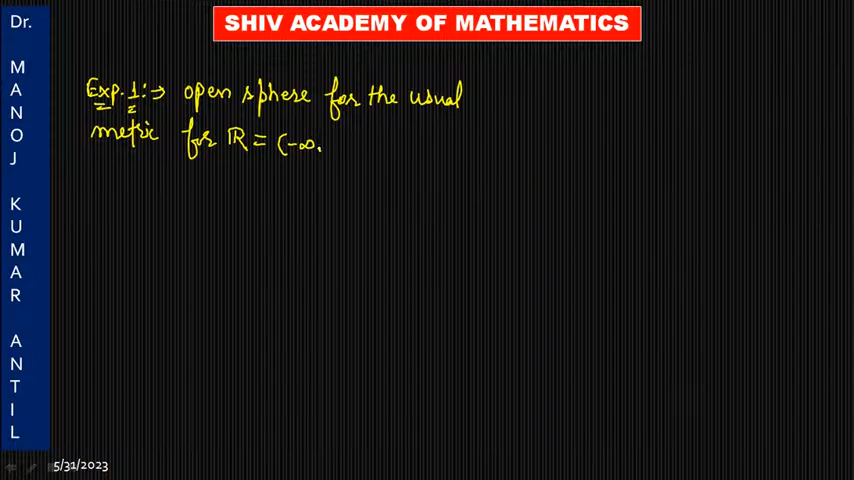 SHIV ACADEMY OF MATHEMATICS
Dr.
M
A
N
O
J
K
U
M
A
R
A
N
T
I
L
Exp. 1:→ open sphere for the usual
metric for ℝ = (-∞,
5/31/2023